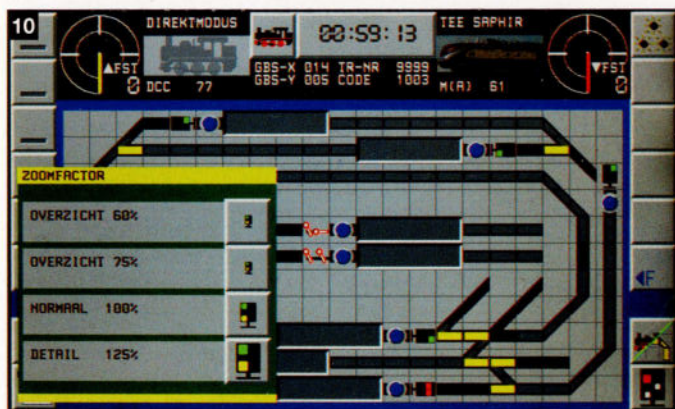 10
DIREKTMODUS
TEE SAPHIR
00:59:13
▲FST
0
DCC 77
GBS-X 014 TR-NR 9999
GBS-Y 005 CODE 1003
M(A) 61
▼FST
0
ZOOMFACTOR
OVERZICHT 60%
OVERZICHT 75%
NORMAAL 100%
DETAIL 125%
◀F